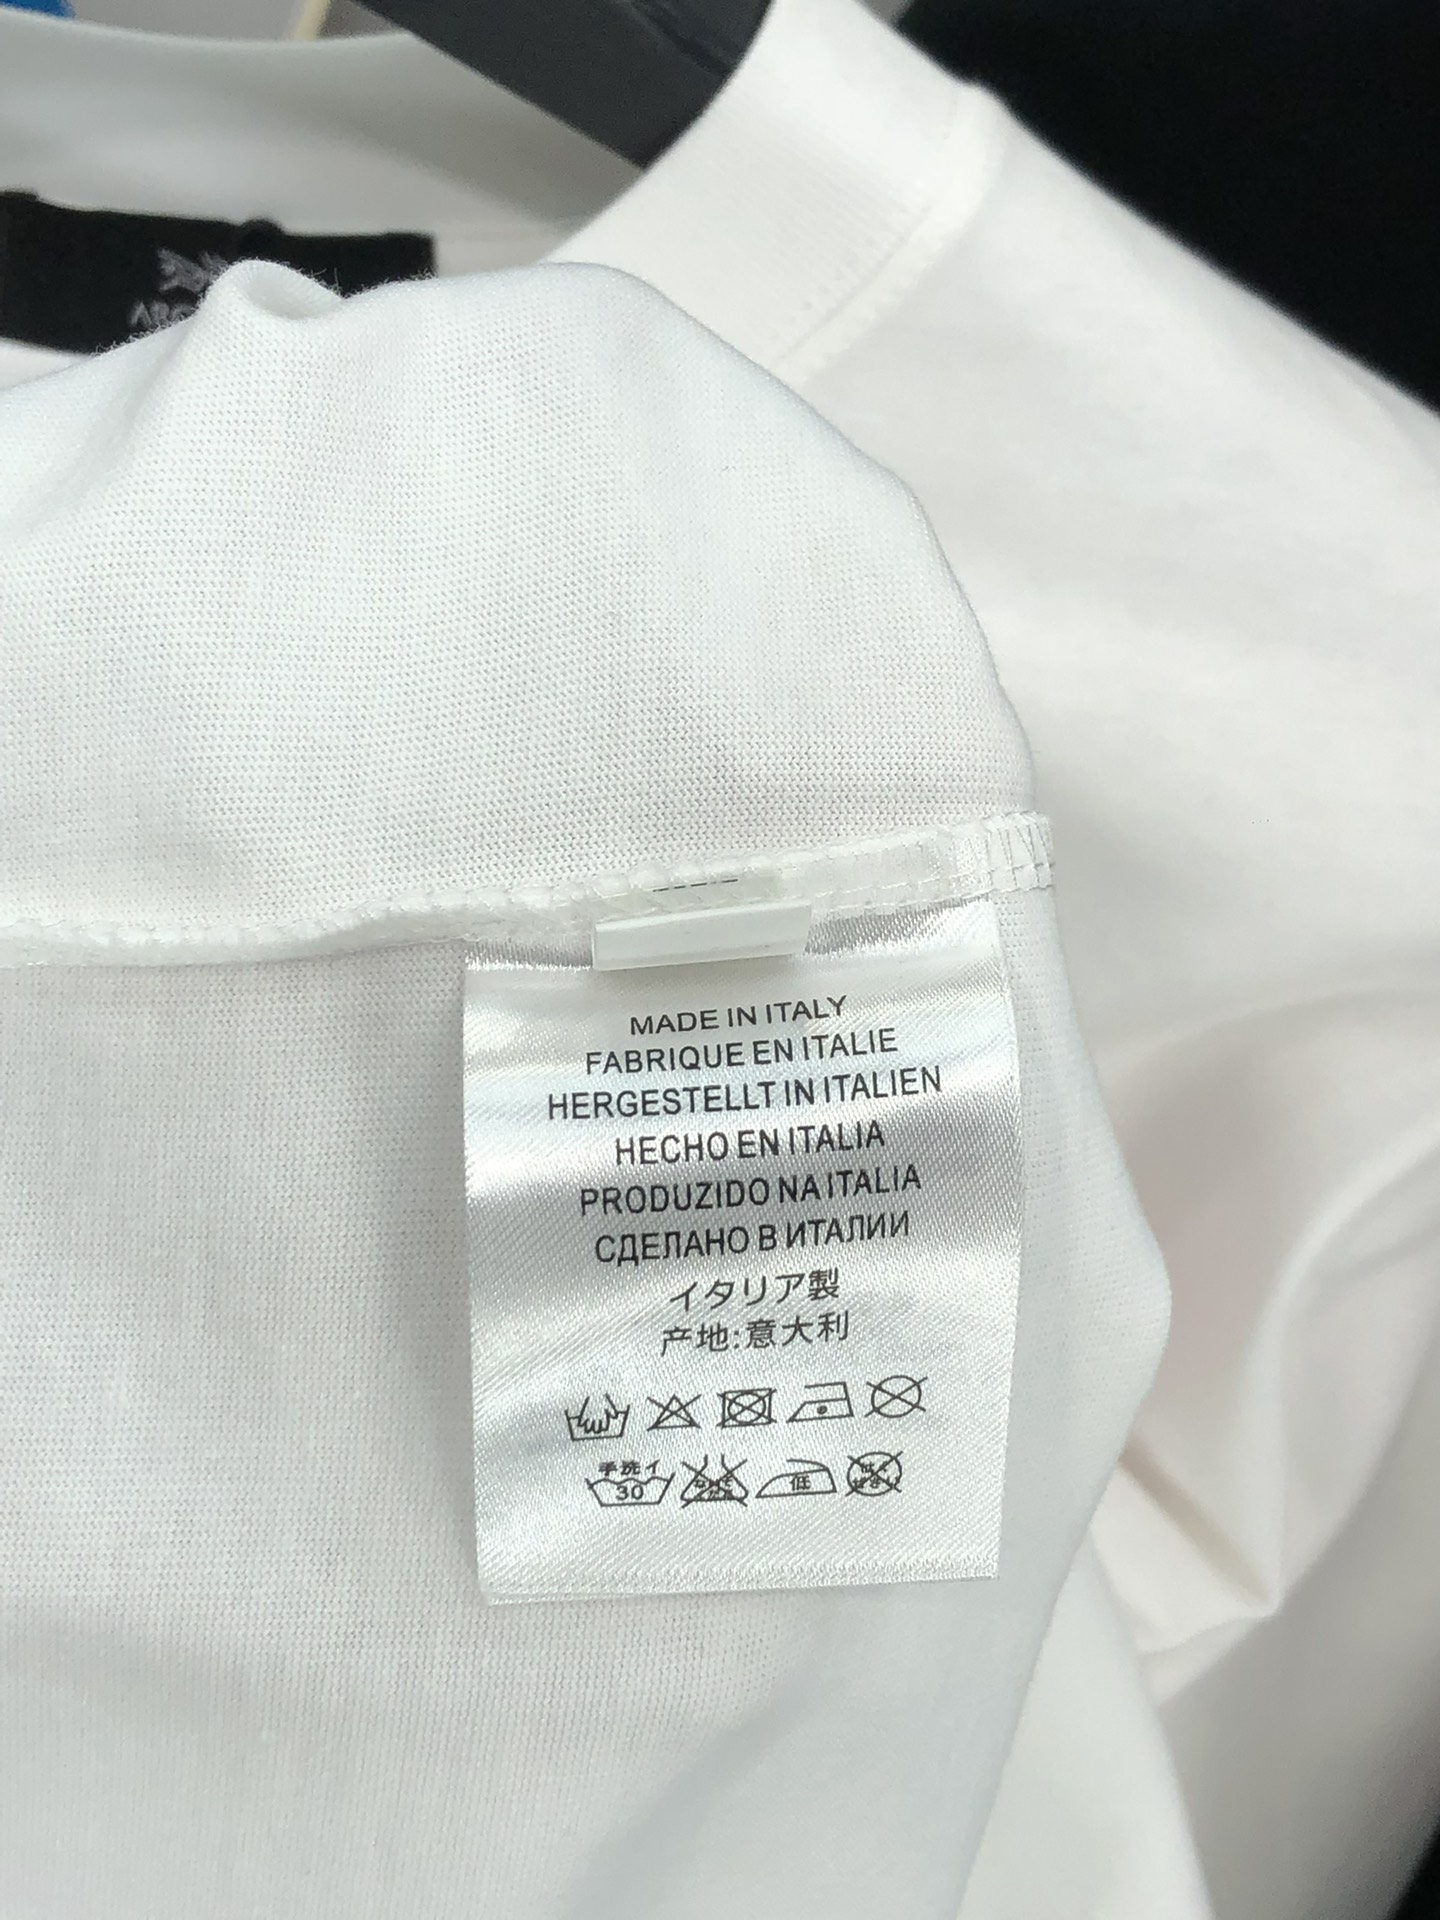 MADE IN ITALY
FABRIQUE EN ITALIE
HERGESTELLT IN ITALIEN
HECHO EN ITALIA
PRODUZIDO NA ITALIA
СДЕЛАНО В ИТАЛИИ
イタリア製
产地:意大利
手洗イ
30
低